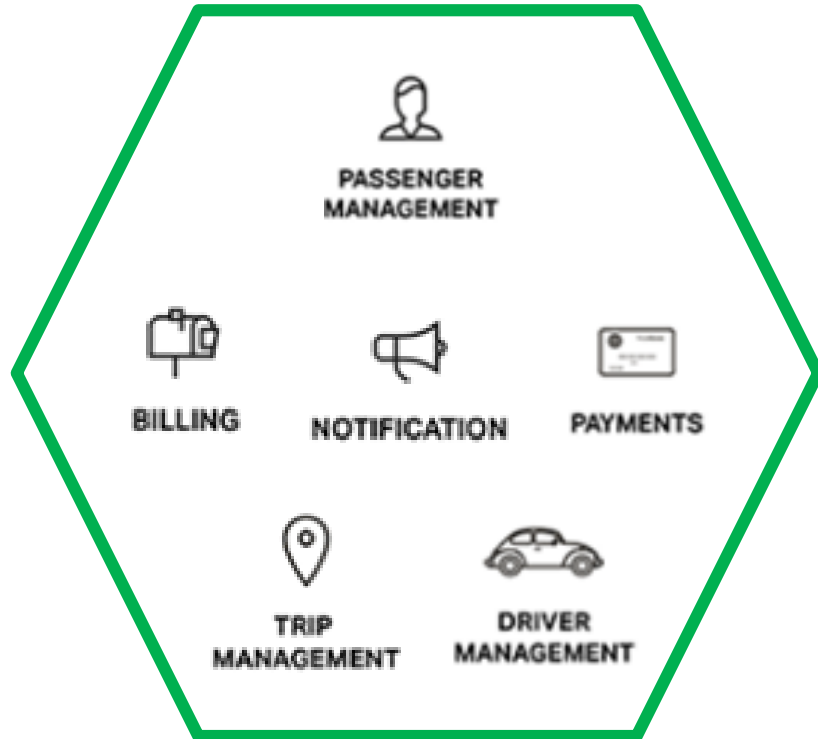 PASSENGER
MANAGEMENT
BILLING
NOTIFICATION
PAYMENTS
TRIP
MANAGEMENT
DRIVER
MANAGEMENT